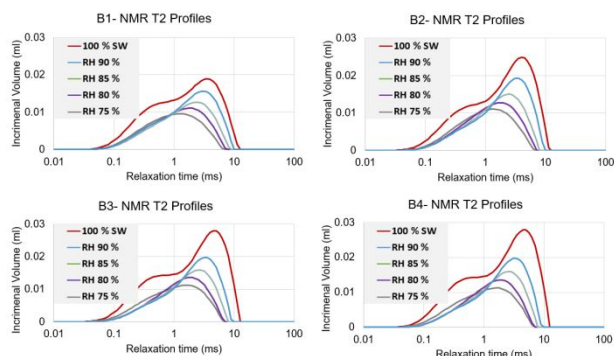 B1- NMR T2 Profiles
Incrimenal Volume (ml)
0.03
0.02
0.01
0
100 % SW
RH 90 %
RH 85 %
RH 80 %
RH 75 %
0.01
0.1
1
10
100
Relaxation time (ms)
B2- NMR T2 Profiles
Incrimenal Volume (ml)
0.03
0.02
0.01
0
100 % SW
RH 90 %
RH 85 %
RH 80 %
RH 75 %
0.01
0.1
1
10
100
Relaxation time (ms)
B3- NMR T2 Profiles
Incrimenal Volume (ml)
0.03
0.02
0.01
0
100 % SW
RH 90 %
RH 85 %
RH 80 %
RH 75 %
0.01
0.1
1
10
100
Relaxation time (ms)
B4- NMR T2 Profiles
Incrimenal Volume (ml)
0.03
0.02
0.01
0
100 % SW
RH 90 %
RH 85 %
RH 80 %
RH 75 %
0.01
0.1
1
10
100
Relaxation time (ms)